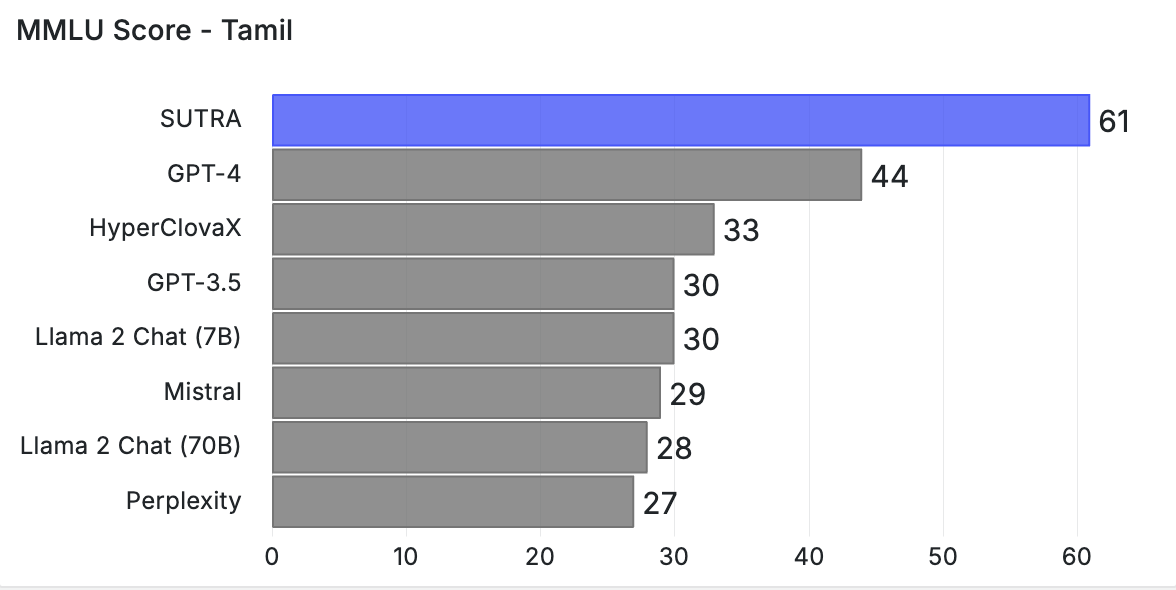 MMLU Score - Tamil
SUTRA 61
GPT-4 44
HyperClovaX 33
GPT-3.5 30
Llama 2 Chat (7B) 30
Mistral 29
Llama 2 Chat (70B) 28
Perplexity 27
0 10 20 30 40 50 60